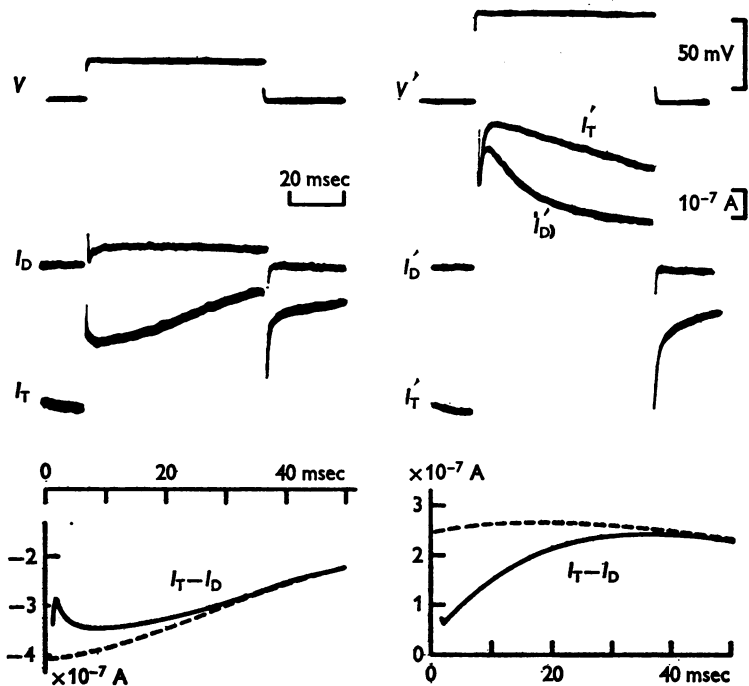 V
V′
50 mV
I′T
20 msec
10⁻⁷ A
I′D
ID
I′D
IT
I′T
0 20 40 msec
×10⁻⁷ A
−2
−3
−4
IT−ID
×10⁻⁷ A
3
2
1
0
IT−ID
0 20 40 msec